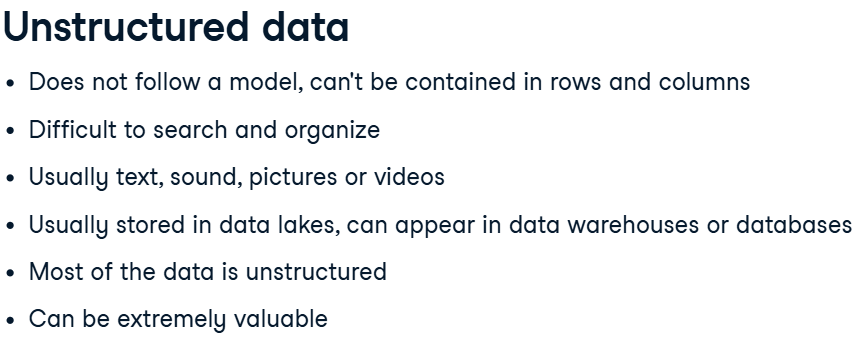 Unstructured data
• Does not follow a model, can't be contained in rows and columns
• Difficult to search and organize
• Usually text, sound, pictures or videos
• Usually stored in data lakes, can appear in data warehouses or databases
• Most of the data is unstructured
• Can be extremely valuable